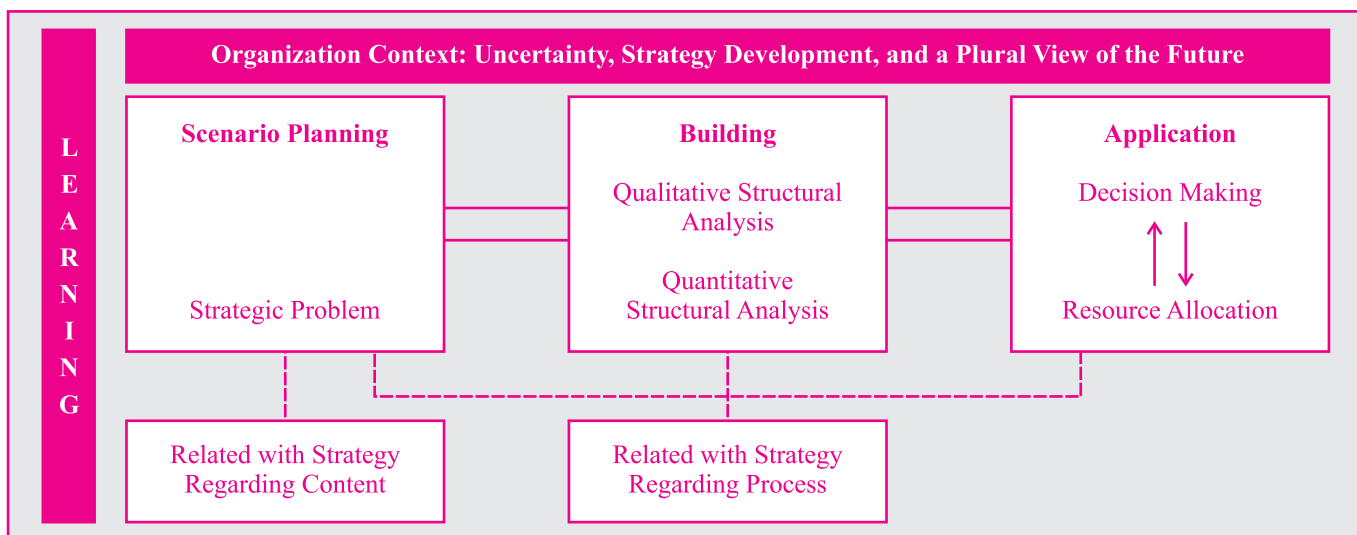 Organization Context: Uncertainty, Strategy Development, and a Plural View of the Future
LEARNING
Scenario Planning
Strategic Problem
Building
Qualitative Structural
Analysis
Quantitative
Structural Analysis
Application
Decision Making
Resource Allocation
Related with Strategy
Regarding Content
Related with Strategy
Regarding Process